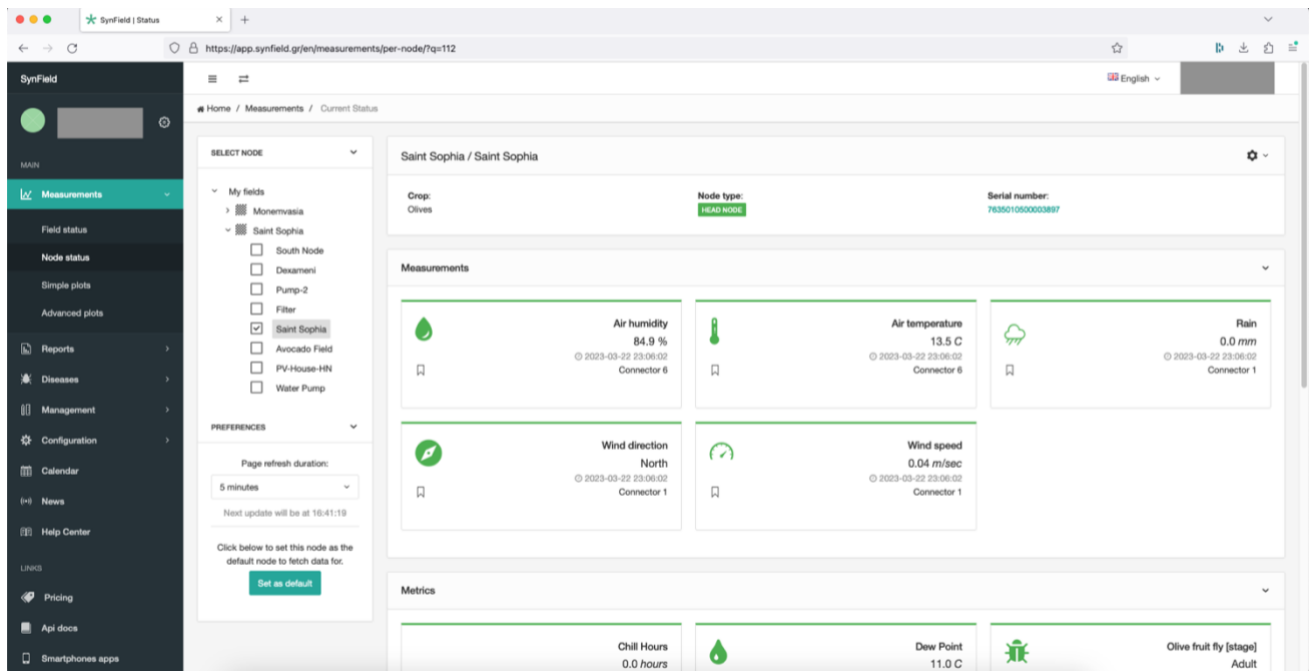 SynField | Status
https://app.synfield.gr/en/measurements/per-node/?q=112
SynField
English
Home / Measurements / Current Status
MAIN
Measurements
Field status
Node status
Simple plots
Advanced plots
Reports
Diseases
Management
Configuration
Calendar
News
Help Center
LINKS
Pricing
Api docs
Smartphones apps
SELECT NODE
My fields
Monemvasia
Saint Sophia
South Node
Dexameni
Pump-2
Filter
Saint Sophia
Avocado Field
PV-House-HN
Water Pump
PREFERENCES
Page refresh duration:
5 minutes
Next update will be at 16:41:19
Click below to set this node as the
default node to fetch data for.
Set as default
Saint Sophia / Saint Sophia
Crop:
Olives
Node type:
HEAD NODE
Serial number:
7635010500003897
Measurements
Air humidity
84.9 %
2023-03-22 23:06:02
Connector 6
Air temperature
13.5 C
2023-03-22 23:06:02
Connector 6
Rain
0.0 mm
2023-03-22 23:06:02
Connector 1
Wind direction
North
2023-03-22 23:06:02
Connector 1
Wind speed
0.04 m/sec
2023-03-22 23:06:02
Connector 1
Metrics
Chill Hours
0.0 hours
Dew Point
11.0 C
Olive fruit fly [stage]
Adult